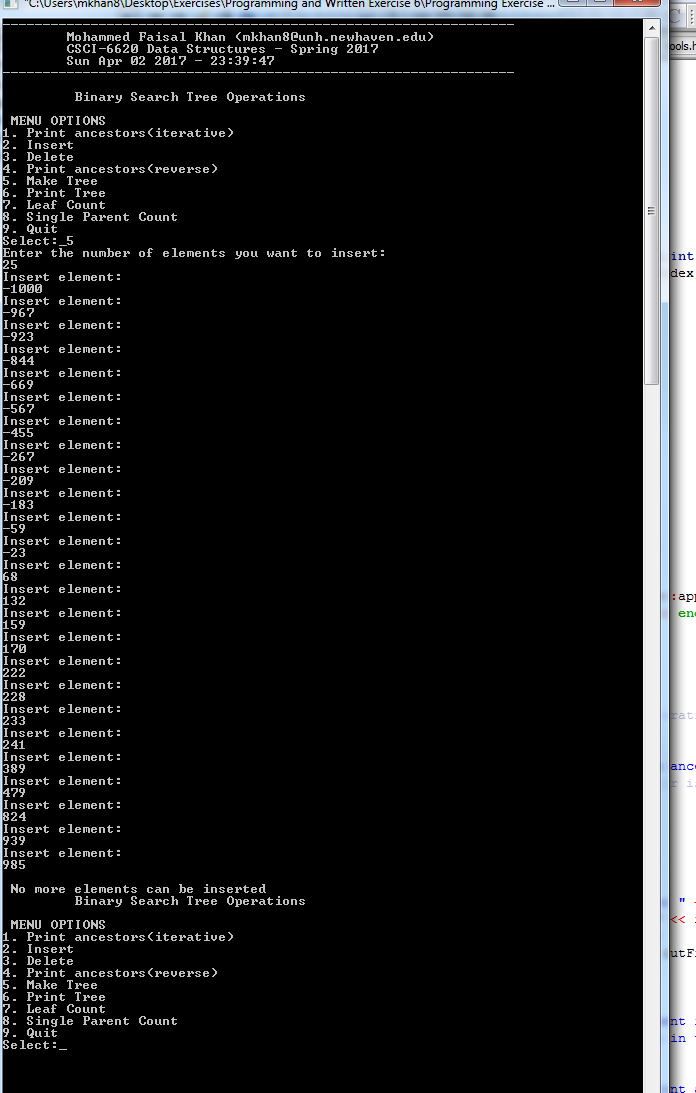 "C:\Users\mkhan8\Desktop\Exercises\Programming and Written Exercise 6\Programming Exercise ...
Mohammed Faisal Khan (mkhan8@unh.newhaven.edu)
CSCI-6620 Data Structures - Spring 2017
Sun Apr 02 2017 - 23:39:47
Binary Search Tree Operations
MENU OPTIONS
1. Print ancestors(iterative)
2. Insert
3. Delete
4. Print ancestors(reverse)
5. Make Tree
6. Print Tree
7. Leaf Count
8. Single Parent Count
9. Quit
Select:_5
Enter the number of elements you want to insert:
25
Insert element:
-1000
Insert element:
-967
Insert element:
-923
Insert element:
-844
Insert element:
-669
Insert element:
-567
Insert element:
-455
Insert element:
-267
Insert element:
-209
Insert element:
-183
Insert element:
-59
Insert element:
-23
Insert element:
68
Insert element:
132
Insert element:
159
Insert element:
170
Insert element:
222
Insert element:
228
Insert element:
233
Insert element:
241
Insert element:
389
Insert element:
479
Insert element:
824
Insert element:
939
Insert element:
985
No more elements can be inserted
Binary Search Tree Operations
MENU OPTIONS
1. Print ancestors(iterative)
2. Insert
3. Delete
4. Print ancestors(reverse)
5. Make Tree
6. Print Tree
7. Leaf Count
8. Single Parent Count
9. Quit
Select:_
ools.h
int
dex
:app
end
rati
ance
r i
" 
<< 
utF
nt
in
nt